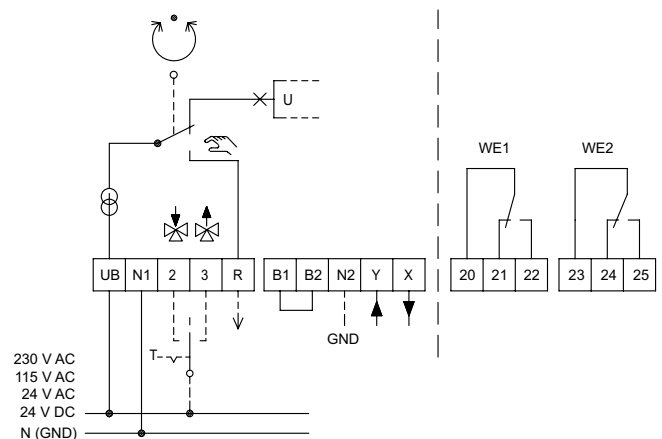 U
WE1 WE2
UB N1 2 3 R B1 B2 N2 Y X 20 21 22 23 24 25
GND
T
230 V AC
115 V AC
24 V AC
24 V DC
N (GND)